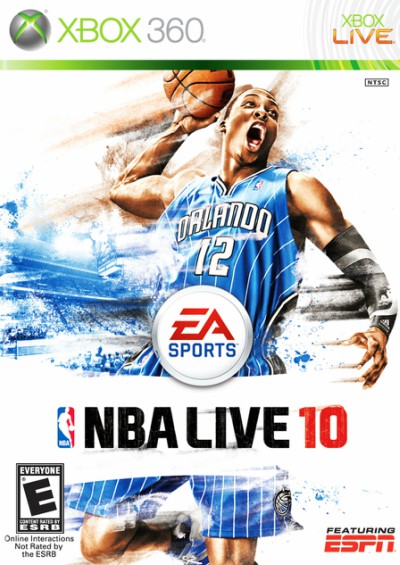 XBOX 360
XBOX
LIVE
NTSC
ORLANDO
12
EA
SPORTS
NBA
NBA LIVE 10
EVERYONE
E
CONTENT RATED BY
ESRB
Online Interactions
Not Rated by
the ESRB
FEATURING
ESPN